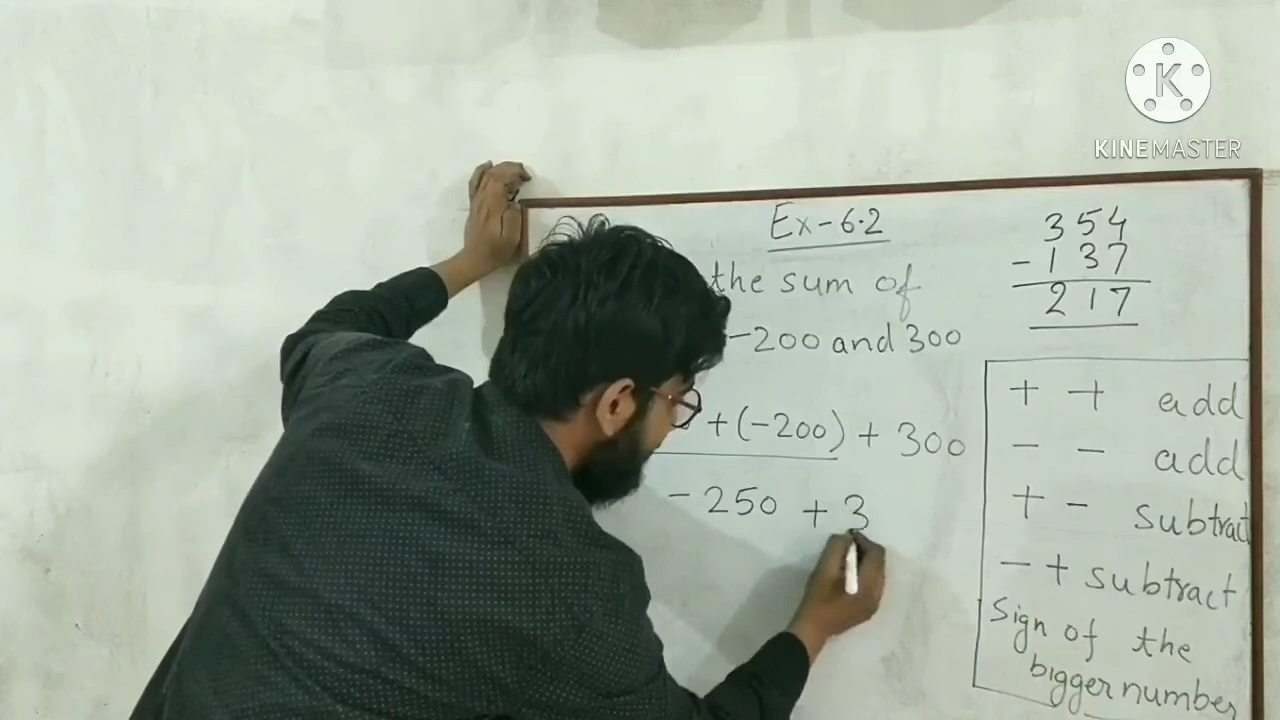 K
KINEMASTER
Ex-6.2
the sum of
-200 and 300
+(-200) + 300
- 250 + 3
354
- 137
217
+ + add
- - add
+ - subtract
- + subtract
Sign of the
bigger number